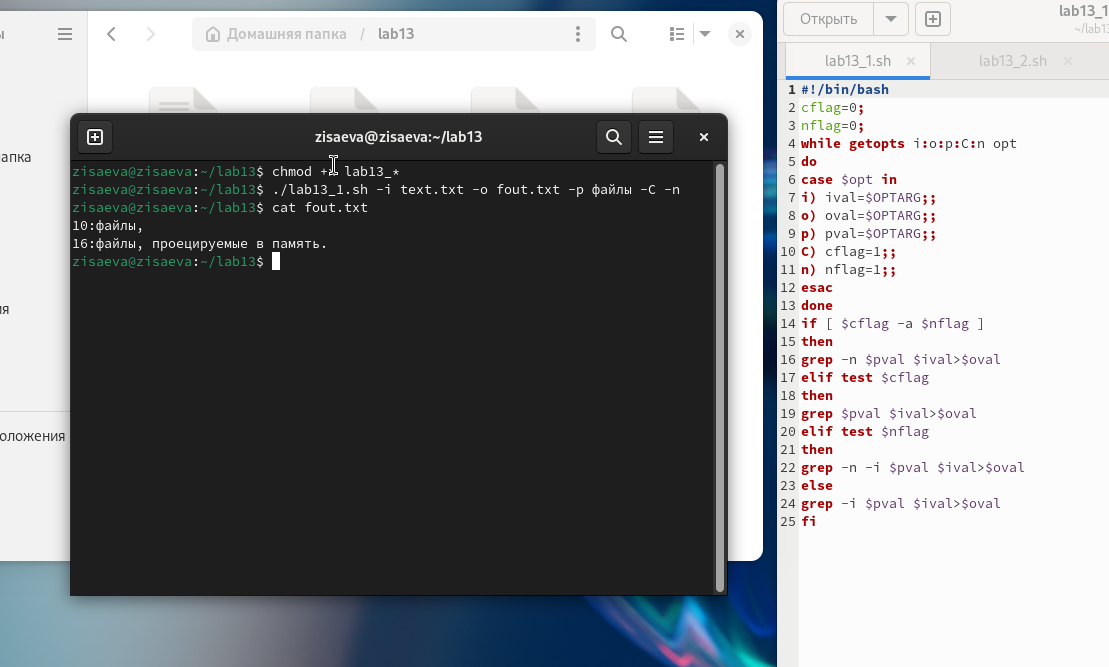 ы
Домашняя папка / lab13
апка
ия
оложения
zisaeva@zisaeva:~/lab13
zisaeva@zisaeva:~/lab13$ chmod +x lab13_*
zisaeva@zisaeva:~/lab13$ ./lab13_1.sh -i text.txt -o fout.txt -p файлы -C -n
zisaeva@zisaeva:~/lab13$ cat fout.txt
10:файлы,
16:файлы, проецируемые в память.
zisaeva@zisaeva:~/lab13$
Открыть
lab13_1
~/lab13
lab13_1.sh
lab13_2.sh
1 #!/bin/bash
2 cflag=0;
3 nflag=0;
4 while getopts i:o:p:C:n opt
5 do
6 case $opt in
7 i) ival=$OPTARG;;
8 o) oval=$OPTARG;;
9 p) pval=$OPTARG;;
10 C) cflag=1;;
11 n) nflag=1;;
12 esac
13 done
14 if [ $cflag -a $nflag ]
15 then
16 grep -n $pval $ival>$oval
17 elif test $cflag
18 then
19 grep $pval $ival>$oval
20 elif test $nflag
21 then
22 grep -n -i $pval $ival>$oval
23 else
24 grep -i $pval $ival>$oval
25 fi